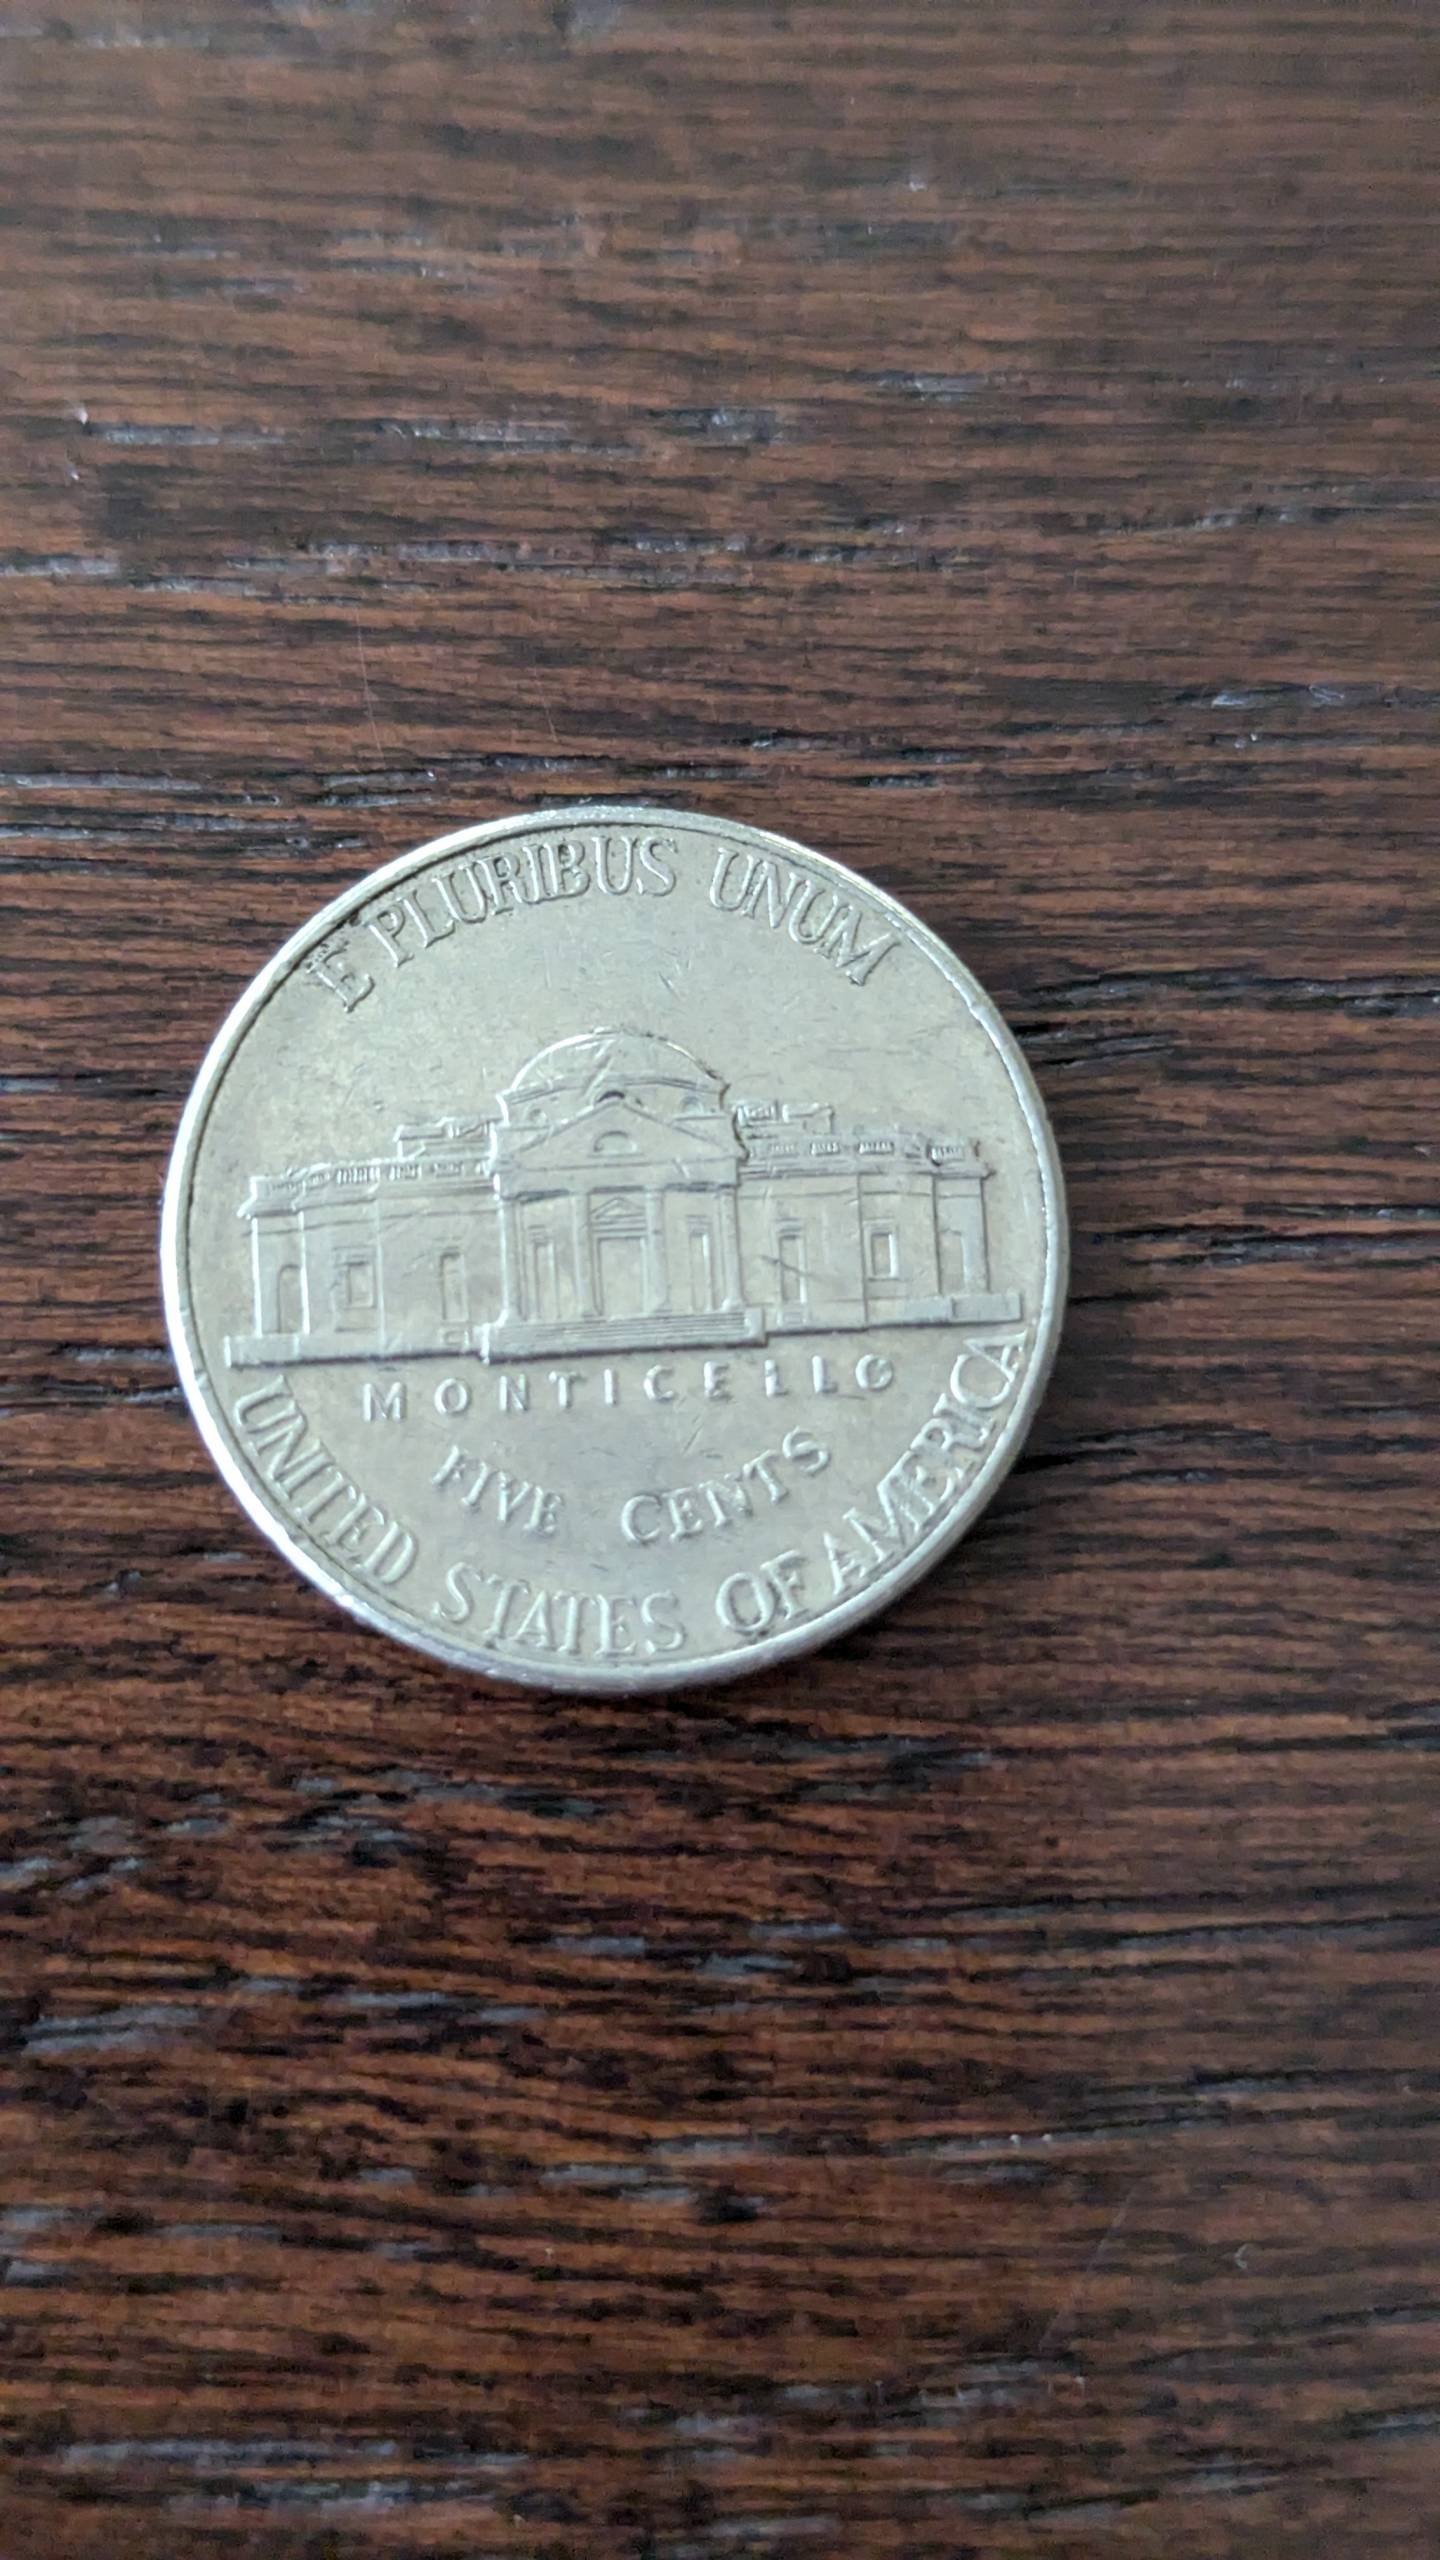 E PLURIBUS UNUM
MONTICELLO
FIVE CENTS
UNITED STATES OF AMERICA